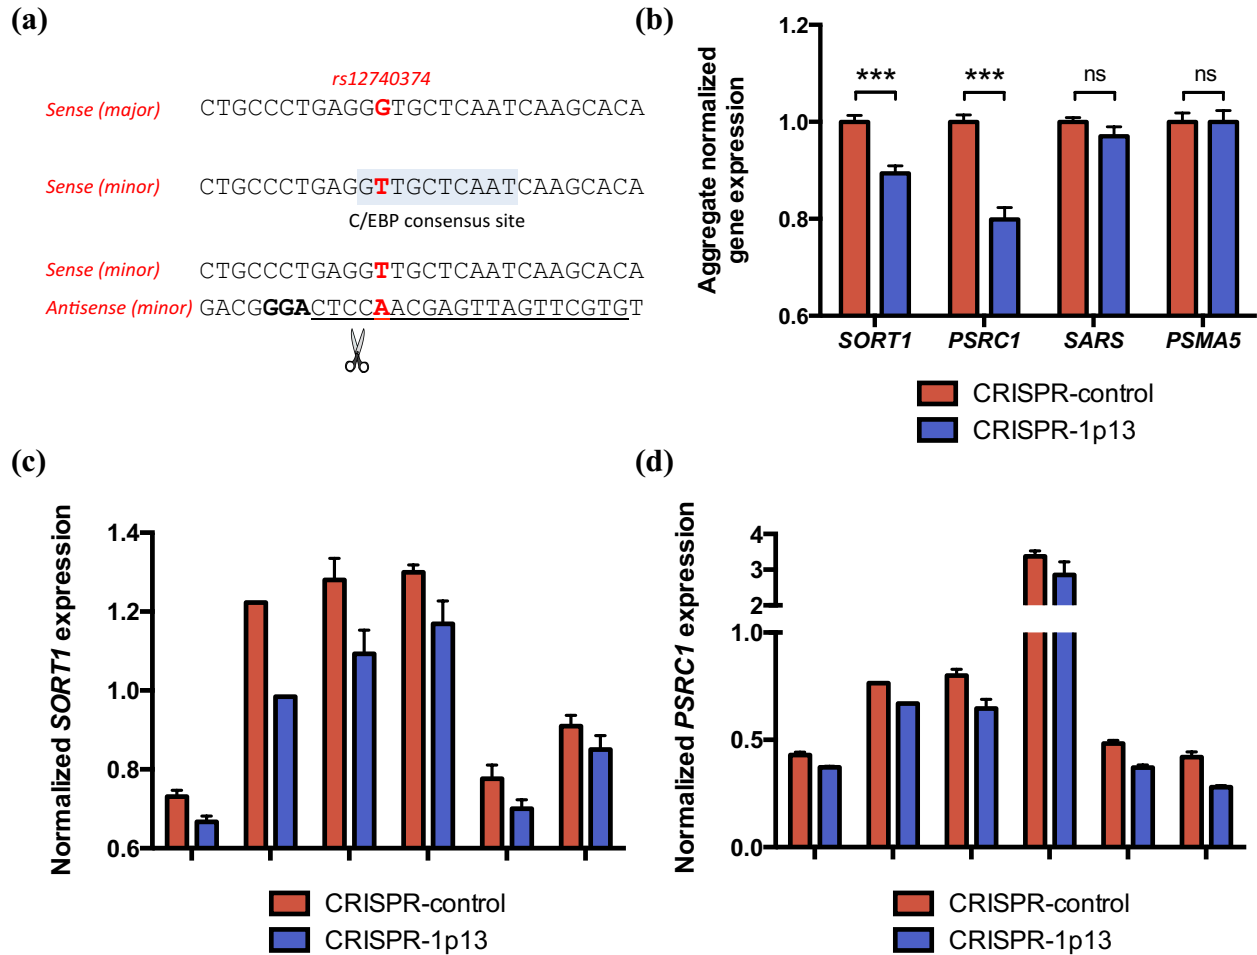 (a)
rs12740374
Sense (major) CTGCCCTGAGGGTGCTCAATCAAGCACA
Sense (minor) CTGCCCTGAGGTTGCTCAATCAAGCACA
C/EBP consensus site
Sense (minor) CTGCCCTGAGGTTGCTCAATCAAGCACA
Antisense (minor) GACGGGACTCCAACGAGTTAGTTCGTGT
(b)
Aggregate normalized
gene expression
1.2
1.0
0.8
0.6
*** *** ns ns
SORT1 PSRC1 SARS PSMA5
CRISPR-control
CRISPR-1p13
(c)
Normalized SORT1 expression
1.4
1.2
1.0
0.8
0.6
CRISPR-control
CRISPR-1p13
(d)
Normalized PSRC1 expression
4
3
2
1.0
0.5
0.0
CRISPR-control
CRISPR-1p13